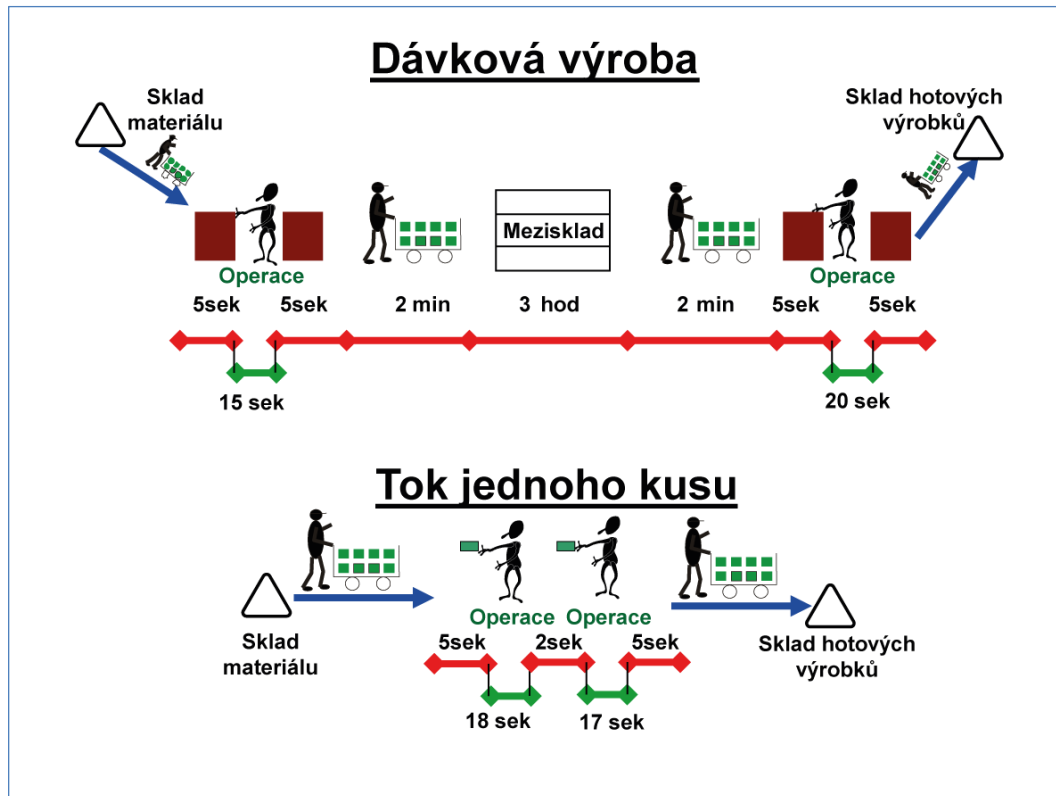 Dávková výroba
Sklad
materiálu
Sklad hotových
výrobků
Mezisklad
Operace
Operace
5sek
5sek
2 min
3 hod
2 min
5sek
5sek
15 sek
20 sek
Tok jednoho kusu
Operace
Operace
Sklad
materiálu
5sek
2sek
5sek
Sklad hotových
výrobků
18 sek
17 sek